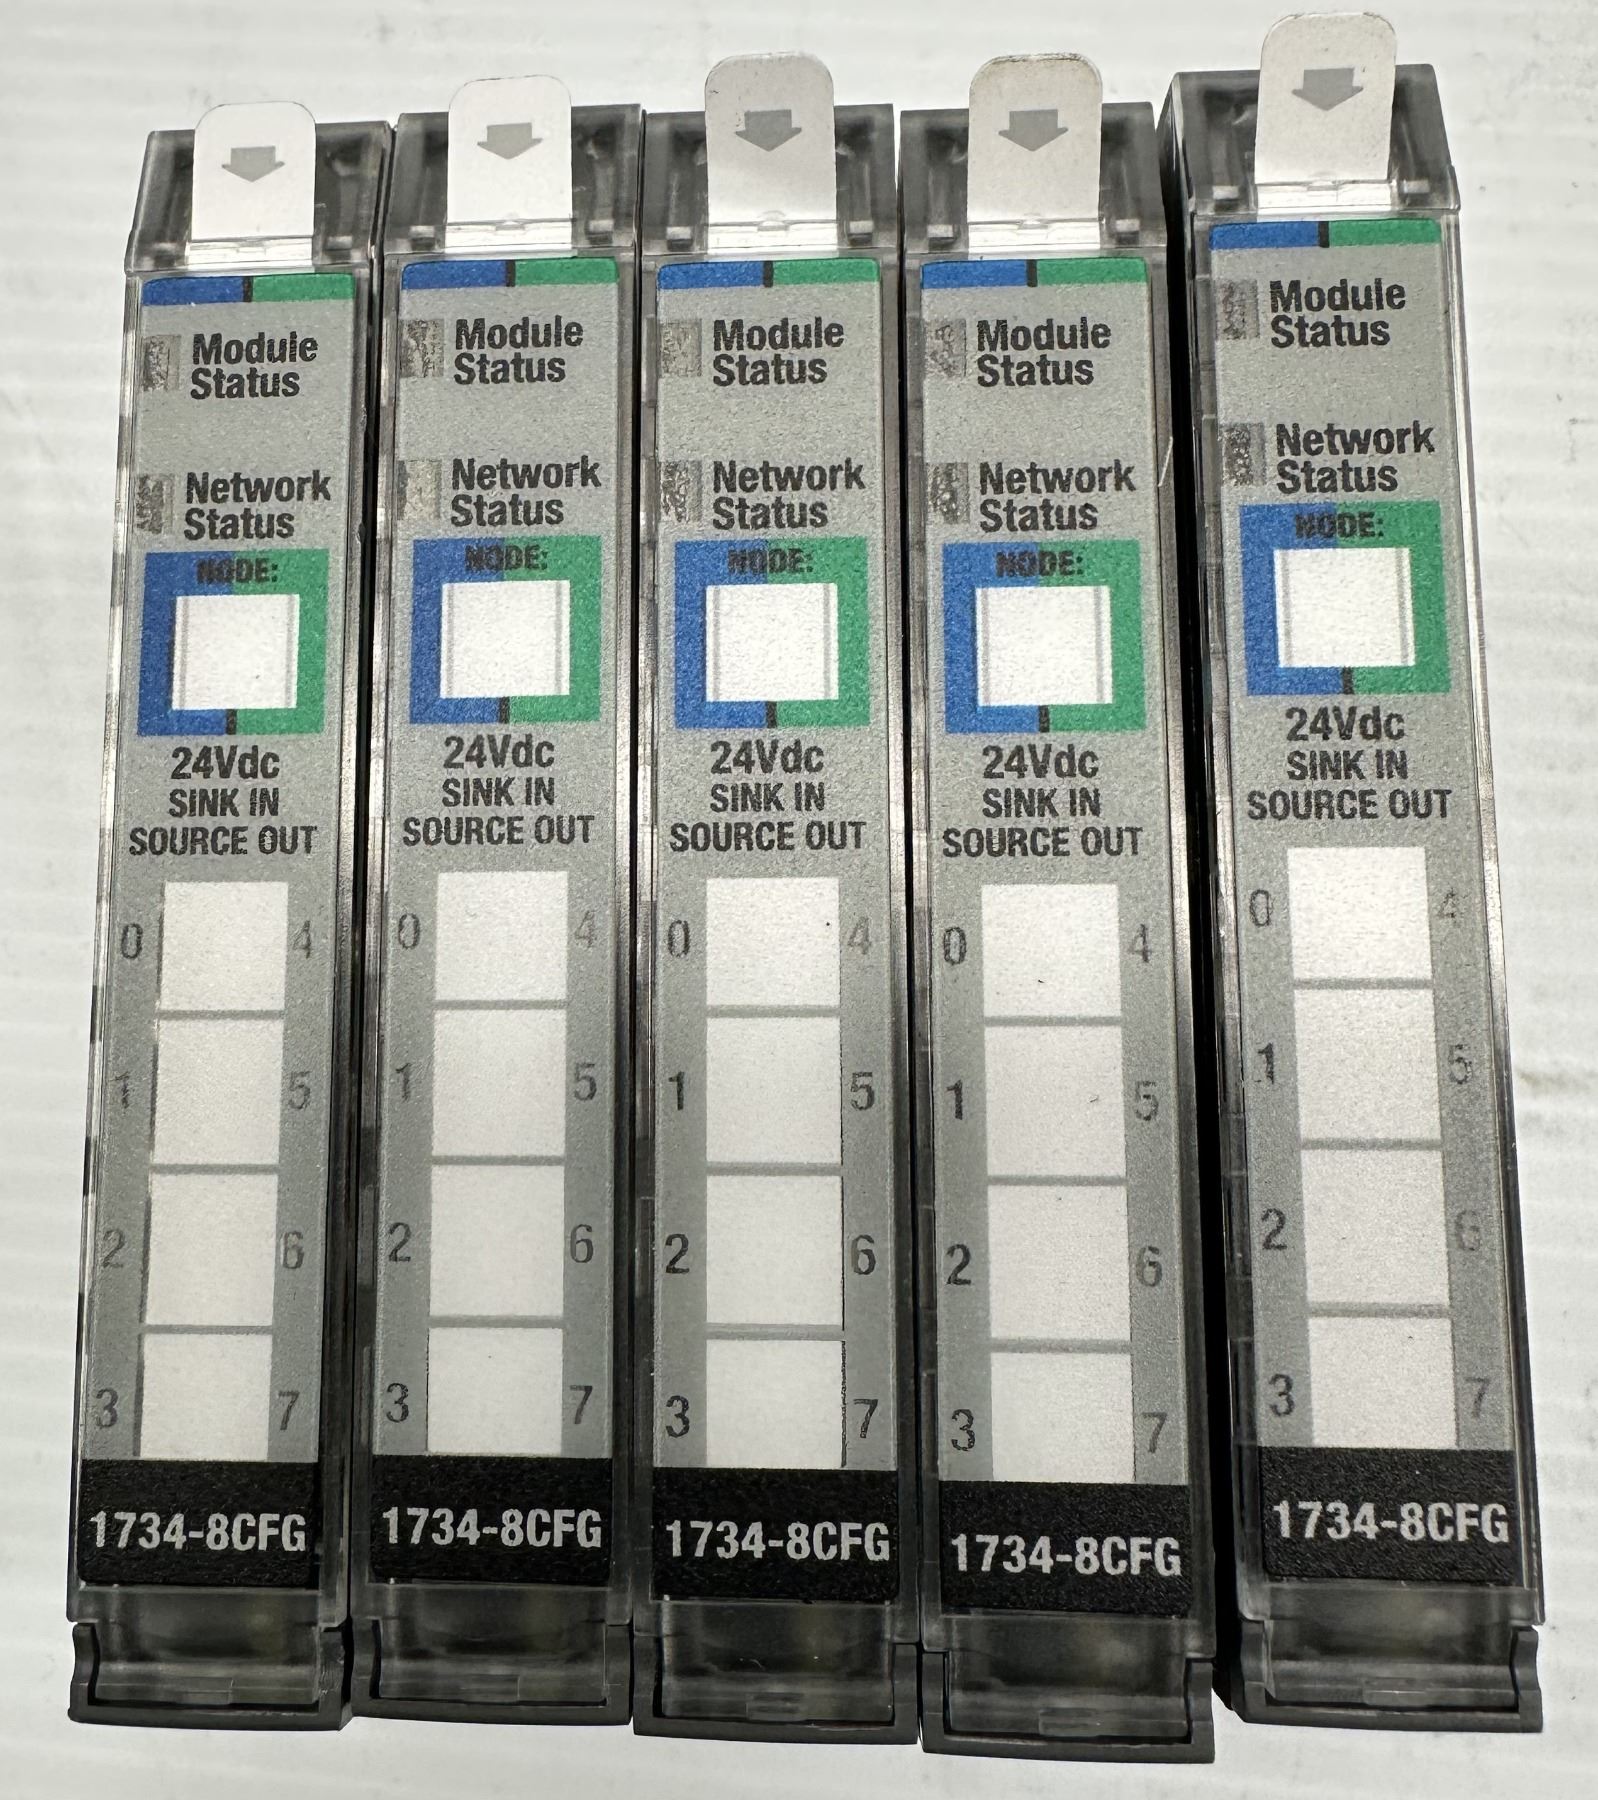 Module
Status
Network
Status
NODE:
24Vdc
SINK IN
SOURCE OUT
0 4
1 5
2 6
3 7
1734-8CFG
Module
Status
Network
Status
NODE:
24Vdc
SINK IN
SOURCE OUT
0 4
1 5
2 6
3 7
1734-8CFG
Module
Status
Network
Status
NODE:
24Vdc
SINK IN
SOURCE OUT
0 4
1 5
2 6
3 7
1734-8CFG
Module
Status
Network
Status
NODE:
24Vdc
SINK IN
SOURCE OUT
0 4
1 5
2 6
3 7
1734-8CFG
Module
Status
Network
Status
NODE:
24Vdc
SINK IN
SOURCE OUT
0 4
1 5
2 6
3 7
1734-8CFG